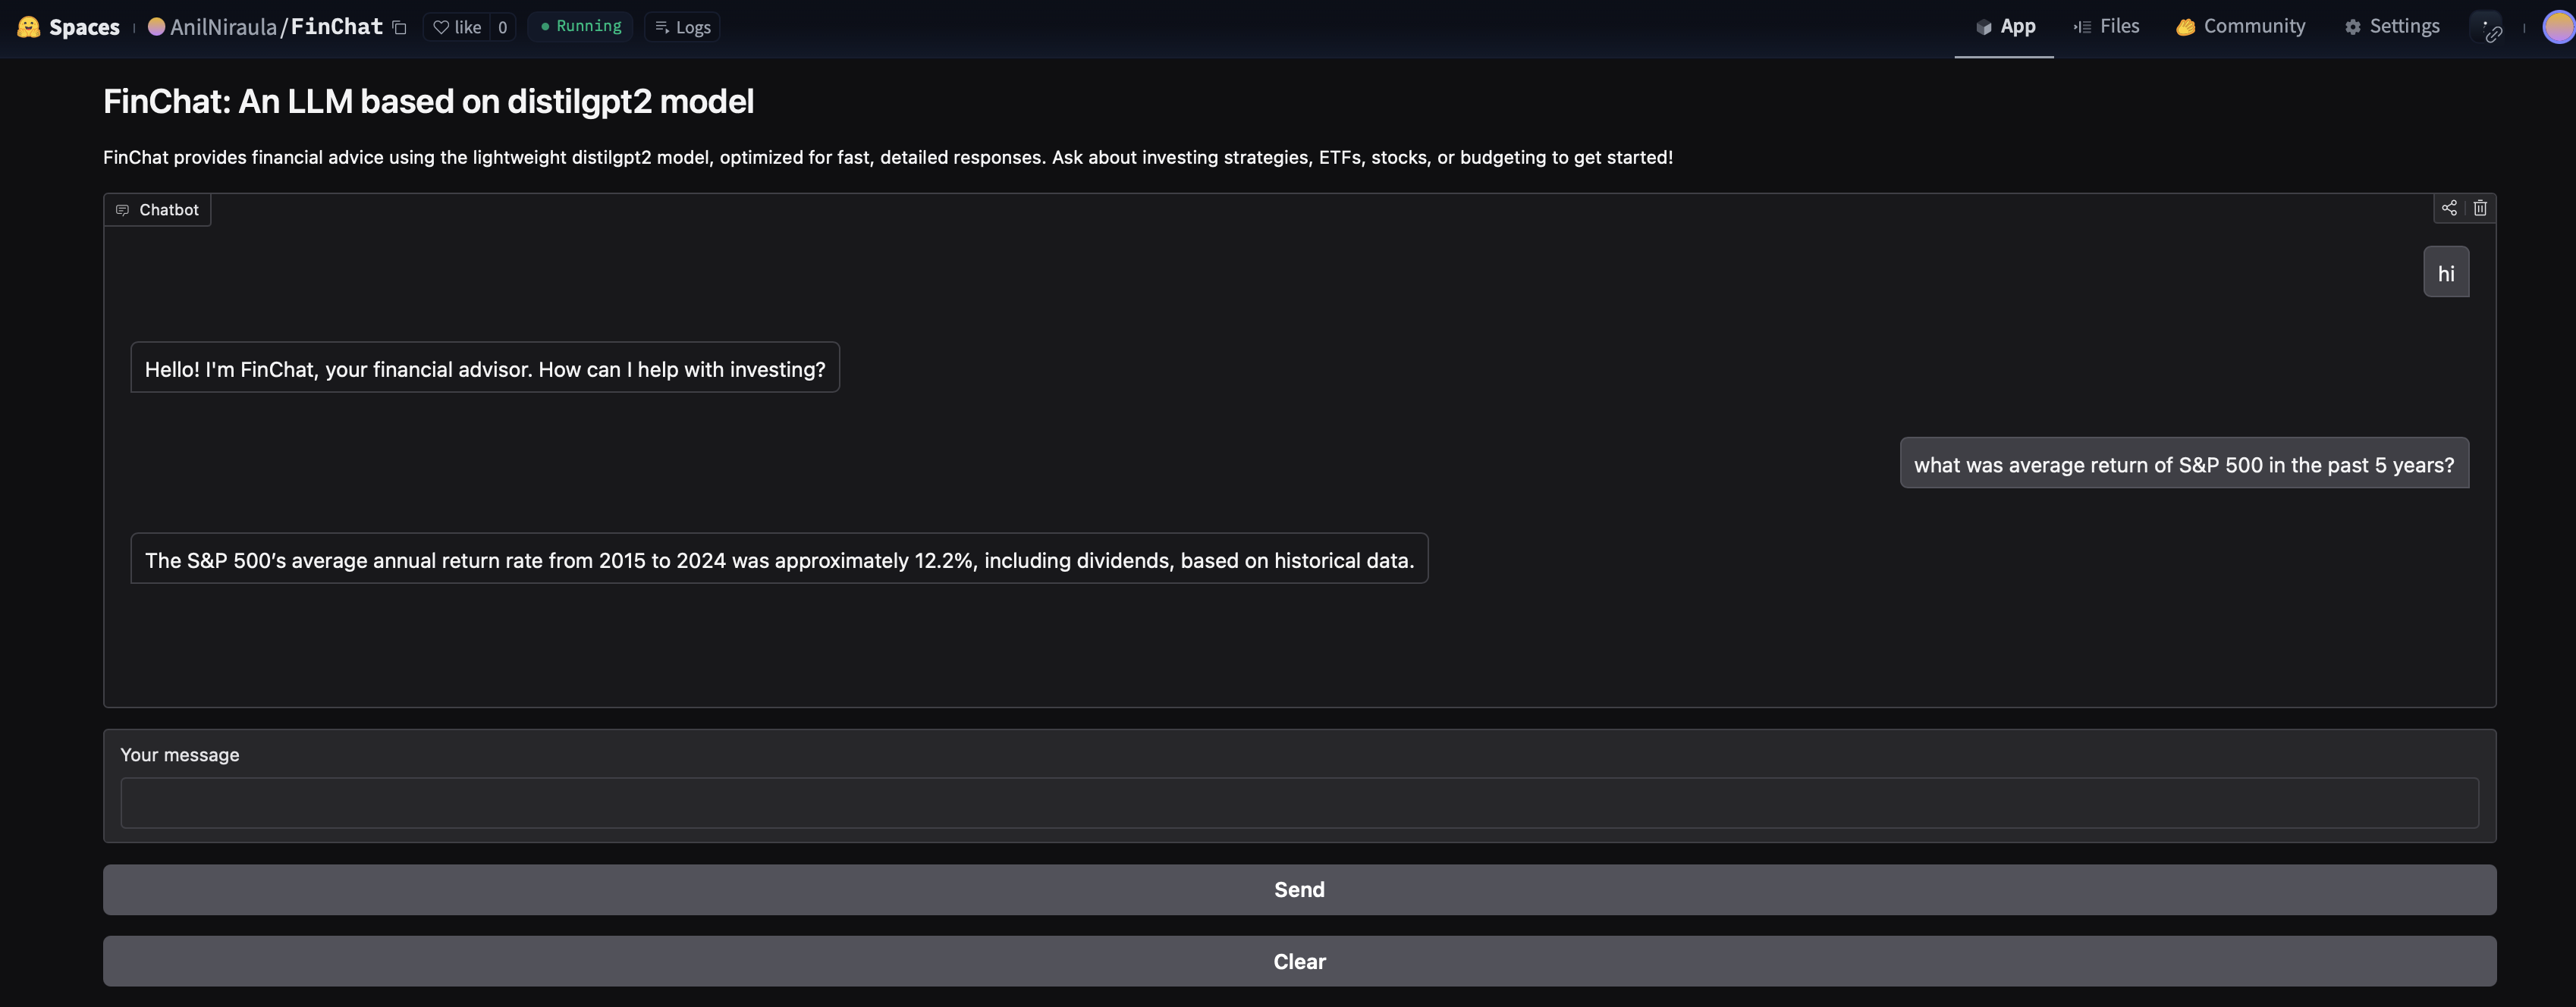 Spaces AnilNiraula/FinChat like 0 Running Logs App Files Community Settings
FinChat: An LLM based on distilgpt2 model
FinChat provides financial advice using the lightweight distilgpt2 model, optimized for fast, detailed responses. Ask about investing strategies, ETFs, stocks, or budgeting to get started!
Chatbot
hi
Hello! I'm FinChat, your financial advisor. How can I help with investing?
what was average return of S&P 500 in the past 5 years?
The S&P 500’s average annual return rate from 2015 to 2024 was approximately 12.2%, including dividends, based on historical data.
Your message
Send
Clear